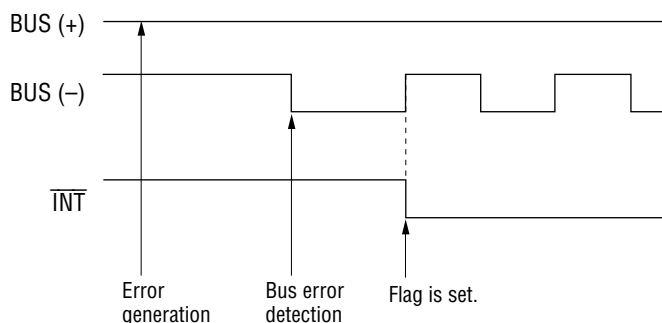 BUS (+)
BUS (–)
INT
Error
generation
Bus error
detection
Flag is set.